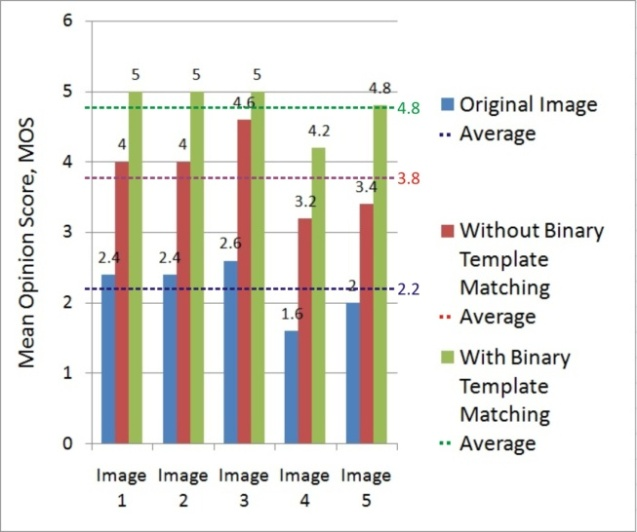 6
5
4
3
2
1
0
Mean Opinion Score, MOS
2.4
4
5
2.4
4
5
2.6
4.6
5
1.6
3.2
4.2
2
3.4
4.8
4.8
3.8
2.2
Image 1
Image 2
Image 3
Image 4
Image 5
Original Image
Average
Without Binary
Template
Matching
Average
With Binary
Template
Matching
Average